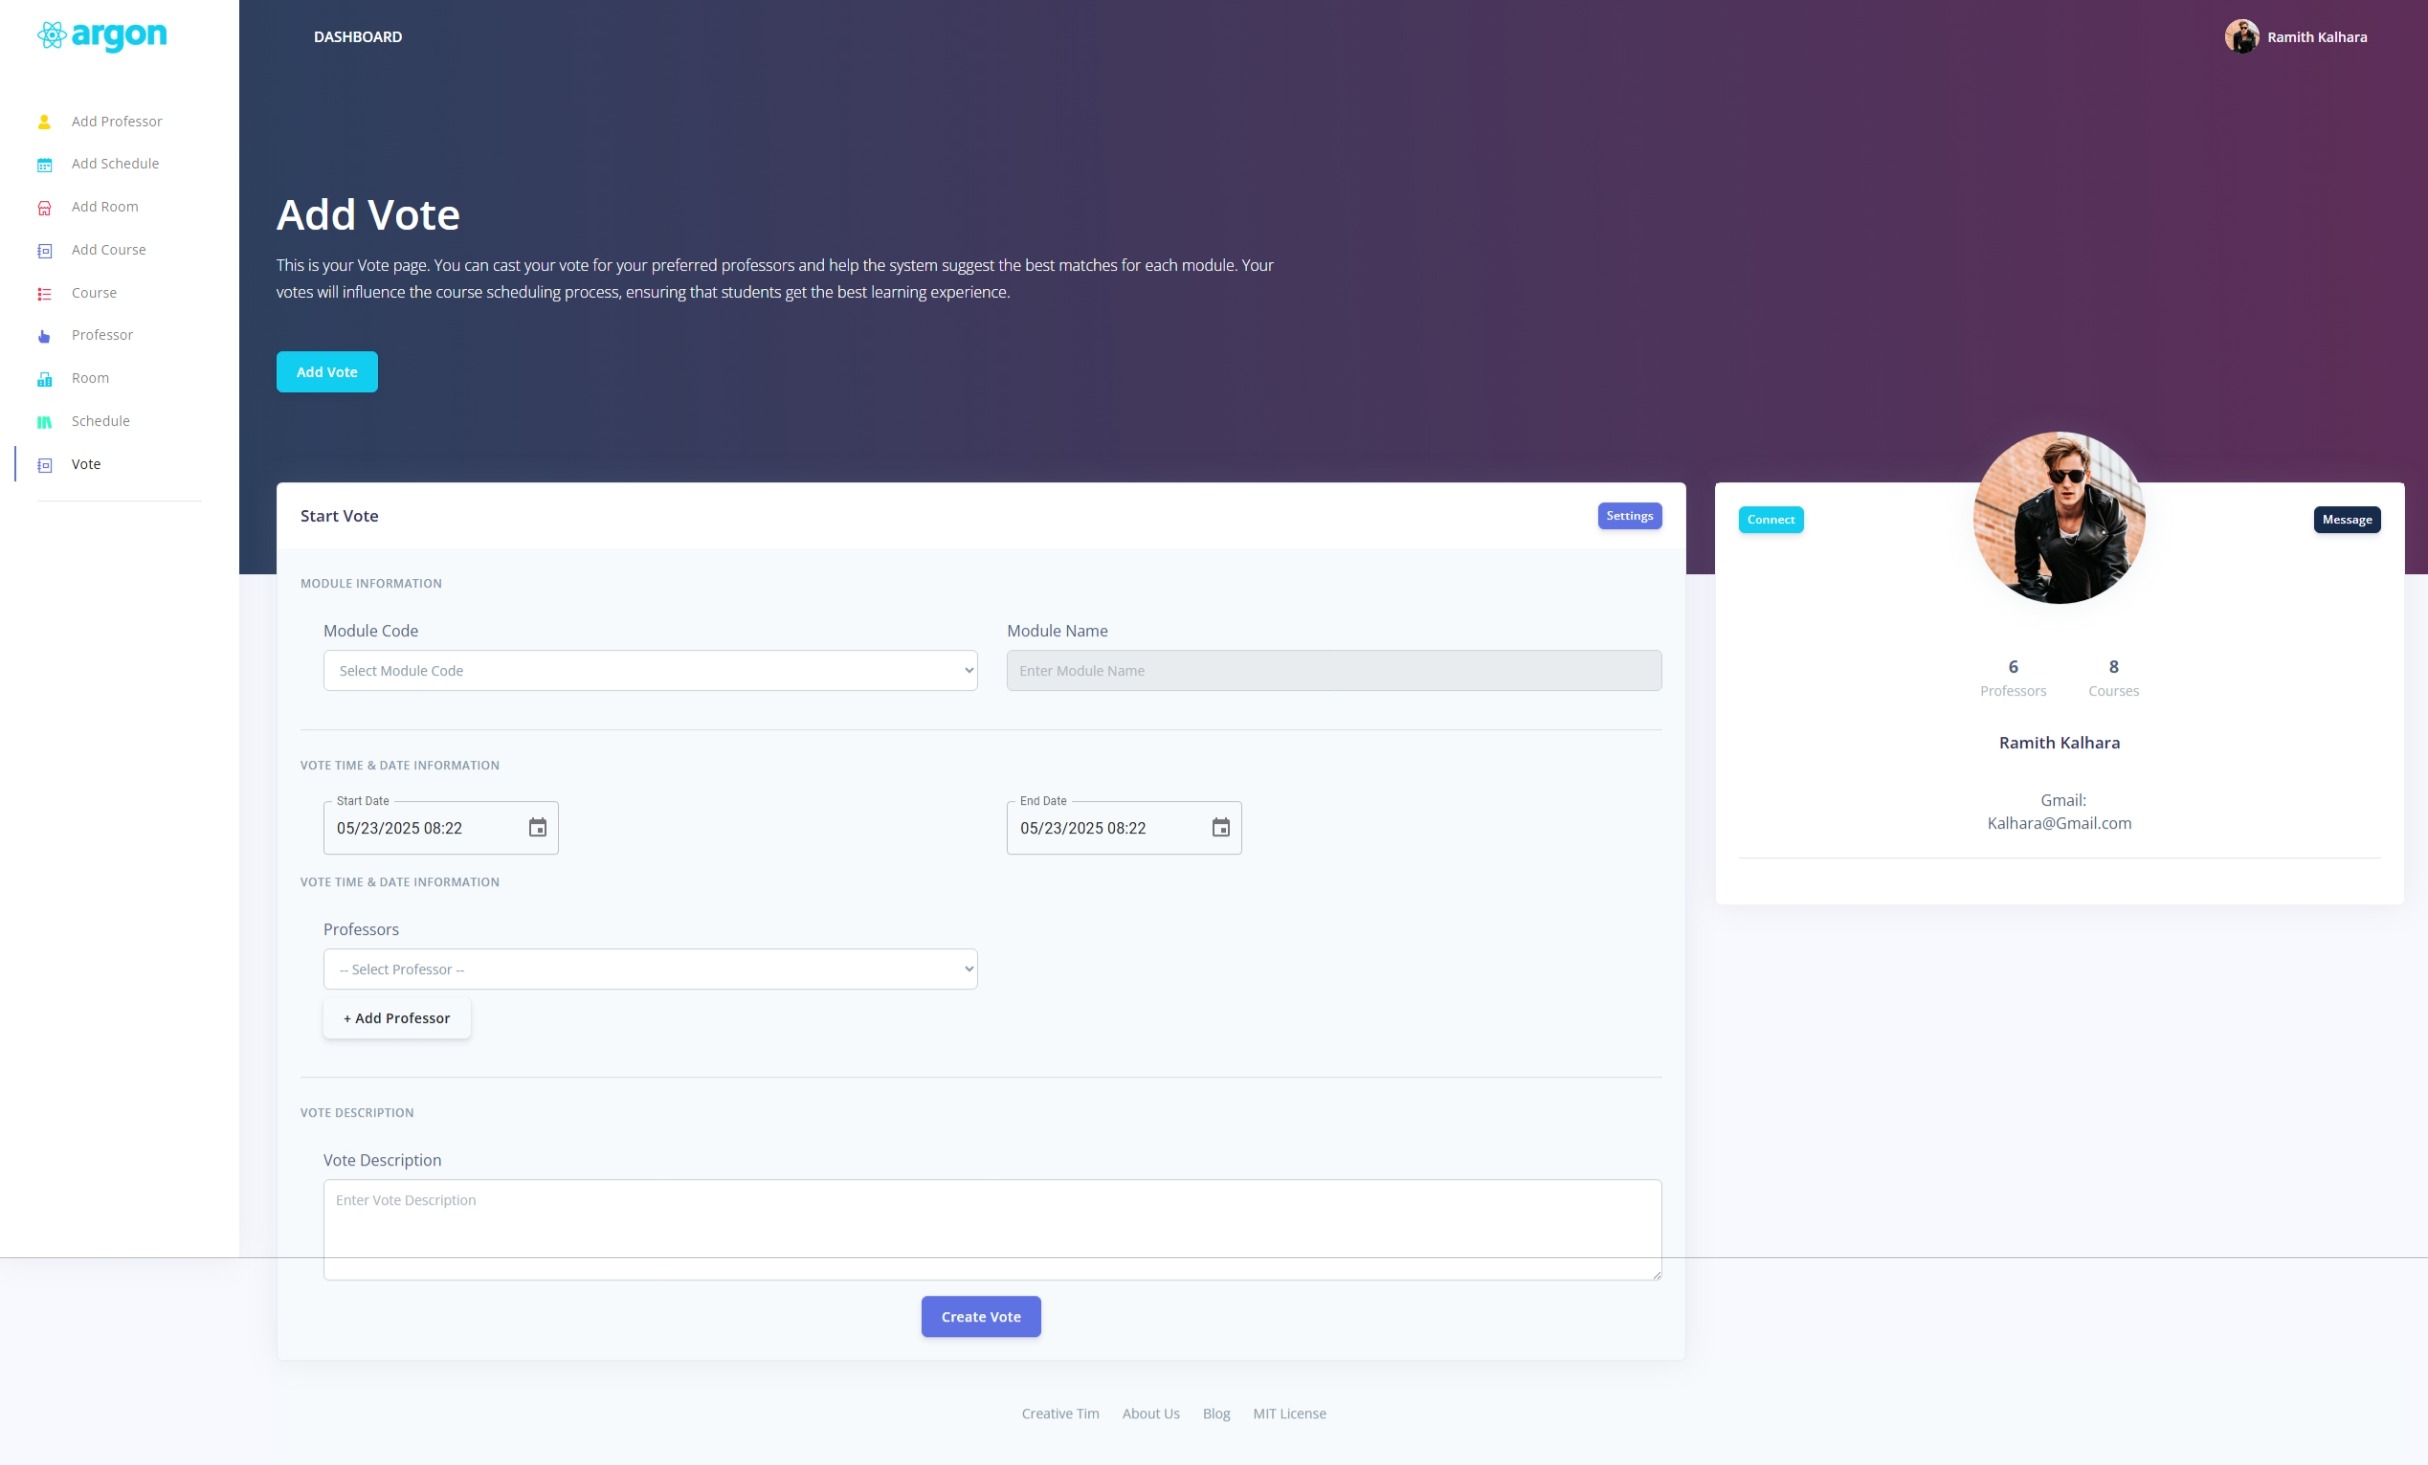 argon
DASHBOARD
Ramith Kalhara
Add Professor
Add Schedule
Add Room
Add Course
Course
Professor
Room
Schedule
Vote
Add Vote
This is your Vote page. You can cast your vote for your preferred professors and help the system suggest the best matches for each module. Your
votes will influence the course scheduling process, ensuring that students get the best learning experience.
Add Vote
Start Vote
Settings
MODULE INFORMATION
Module Code
Module Name
Select Module Code
Enter Module Name
VOTE TIME & DATE INFORMATION
Start Date
05/23/2025 08:22
End Date
05/23/2025 08:22
VOTE TIME & DATE INFORMATION
Professors
-- Select Professor --
+ Add Professor
VOTE DESCRIPTION
Vote Description
Enter Vote Description
Create Vote
Connect
Message
6
Professors
8
Courses
Ramith Kalhara
Gmail:
Kalhara@Gmail.com
Creative Tim
About Us
Blog
MIT License